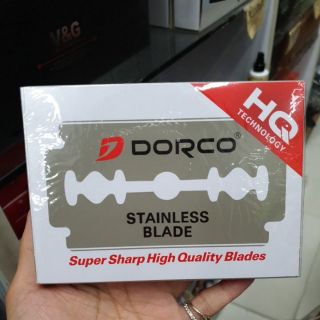 V&G
HQ
TECHNOLOGY
DORCO®
STAINLESS
BLADE
Super Sharp High Quality Blades